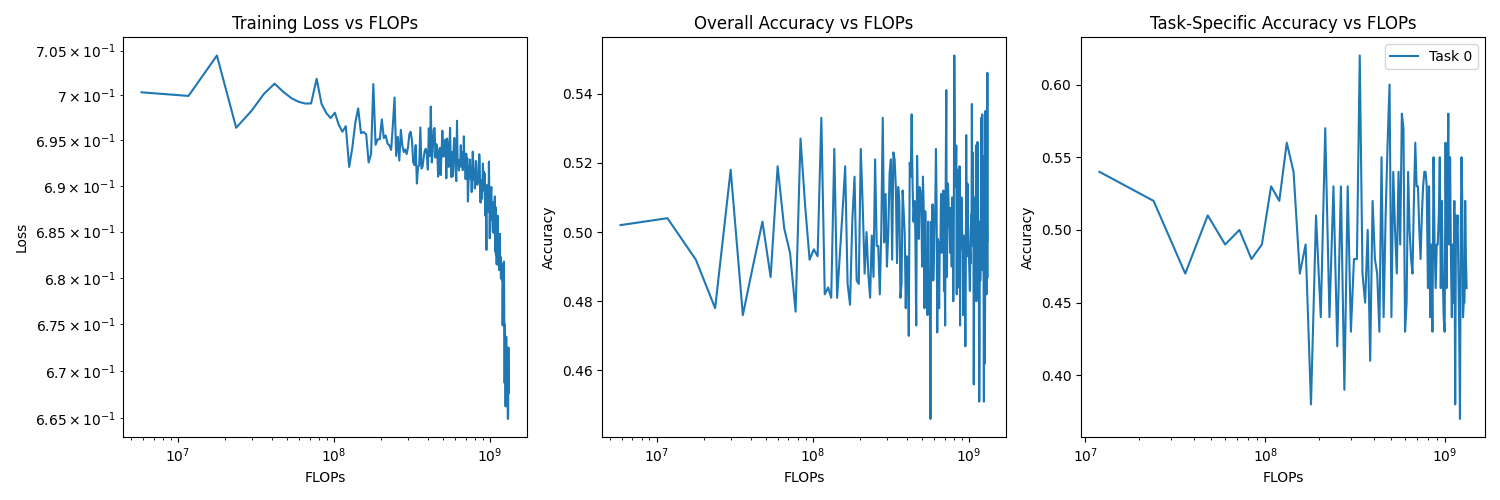 Training Loss vs FLOPs
7.05 × 10⁻¹
7 × 10⁻¹
6.95 × 10⁻¹
6.9 × 10⁻¹
6.85 × 10⁻¹
6.8 × 10⁻¹
6.75 × 10⁻¹
6.7 × 10⁻¹
6.65 × 10⁻¹
Loss
10⁷ 10⁸ 10⁹
FLOPs
Overall Accuracy vs FLOPs
0.54
0.52
0.50
0.48
0.46
Accuracy
10⁷ 10⁸ 10⁹
FLOPs
Task-Specific Accuracy vs FLOPs
Task 0
0.60
0.55
0.50
0.45
0.40
Accuracy
10⁷ 10⁸ 10⁹
FLOPs